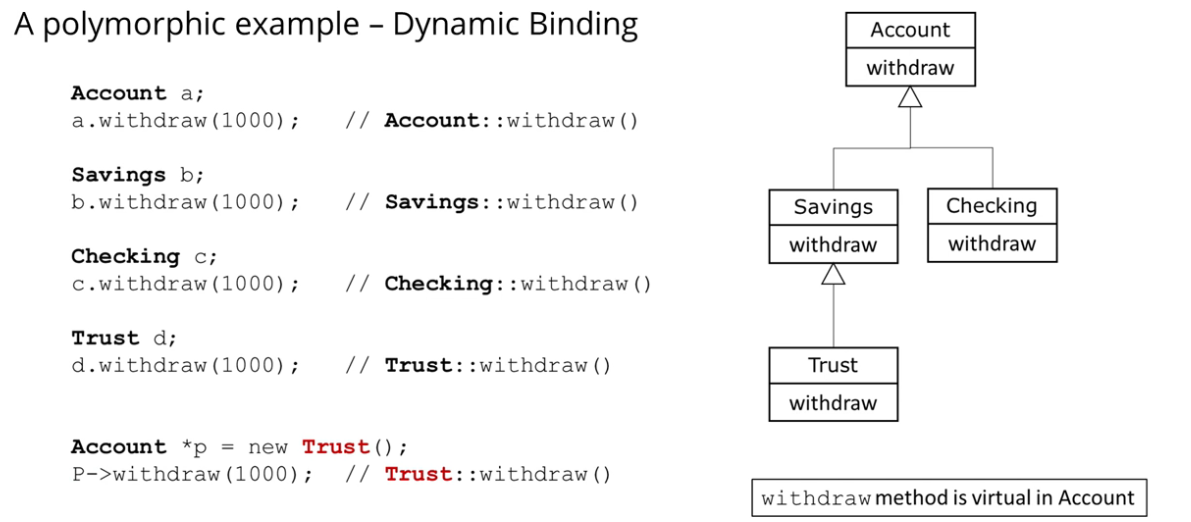 A polymorphic example – Dynamic Binding
Account a;
a.withdraw(1000);   // Account::withdraw()
Savings b;
b.withdraw(1000);   // Savings::withdraw()
Checking c;
c.withdraw(1000);   // Checking::withdraw()
Trust d;
d.withdraw(1000);   // Trust::withdraw()
Account *p = new Trust();
P->withdraw(1000);  // Trust::withdraw()
Account
withdraw
Savings
withdraw
Checking
withdraw
Trust
withdraw
withdraw method is virtual in Account